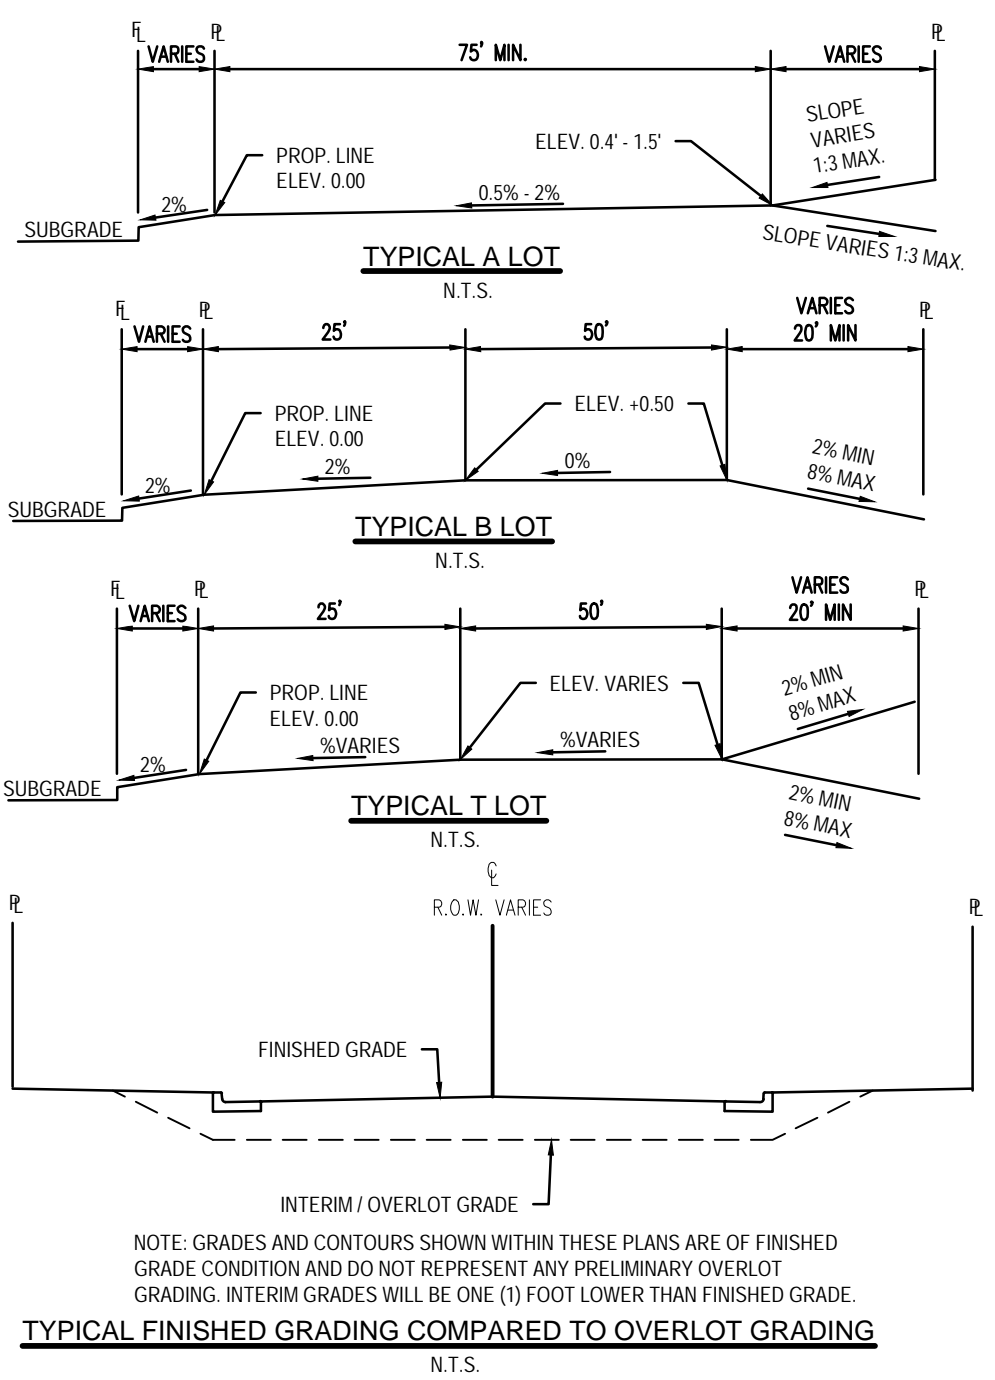 FL PL PL
VARIES 75' MIN. VARIES
SLOPE
VARIES
1:3 MAX.
PROP. LINE
ELEV. 0.00
ELEV. 0.4' - 1.5'
2%
0.5% - 2%
SUBGRADE
SLOPE VARIES 1:3 MAX.
TYPICAL A LOT
N.T.S.
FL PL PL
VARIES 25' 50' VARIES
20' MIN
PROP. LINE
ELEV. 0.00
ELEV. +0.50
2% 2% 0%
2% MIN
8% MAX
SUBGRADE
TYPICAL B LOT
N.T.S.
FL PL PL
VARIES 25' 50' VARIES
20' MIN
PROP. LINE
ELEV. 0.00
ELEV. VARIES
2% MIN
8% MAX
2% %VARIES %VARIES
SUBGRADE
2% MIN
8% MAX
TYPICAL T LOT
N.T.S.
PL CL PL
R.O.W. VARIES
FINISHED GRADE
INTERIM / OVERLOT GRADE
NOTE: GRADES AND CONTOURS SHOWN WITHIN THESE PLANS ARE OF FINISHED
GRADE CONDITION AND DO NOT REPRESENT ANY PRELIMINARY OVERLOT
GRADING. INTERIM GRADES WILL BE ONE (1) FOOT LOWER THAN FINISHED GRADE.
TYPICAL FINISHED GRADING COMPARED TO OVERLOT GRADING
N.T.S.